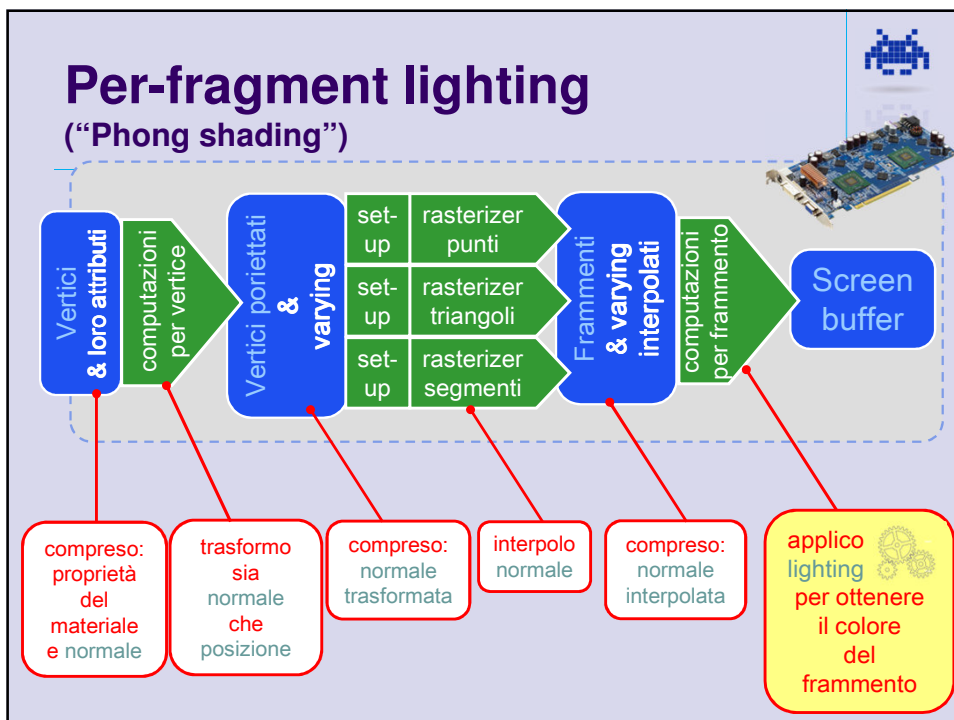 Per-fragment lighting
(“Phong shading”)
Vertici
& loro attributi
computazioni
per vertice
Vertici poriettati
&
varying
set-
up
rasterizer
punti
set-
up
rasterizer
triangoli
set-
up
rasterizer
segmenti
Frammenti
& varying
interpolati
computazioni
per frammento
Screen
buffer
compreso:
proprietà
del
materiale
e normale
trasformo
sia
normale
che
posizione
compreso:
normale
trasformata
interpolo
normale
compreso:
normale
interpolata
applico
lighting
per ottenere
il colore
del
frammento